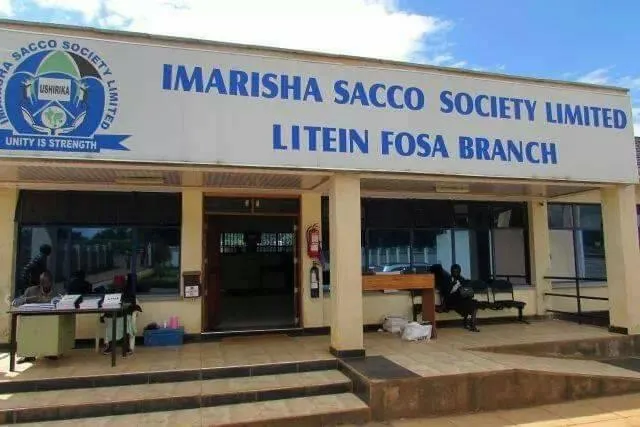 IMARISHA SACCO SOCIETY LIMITED
USHIRIKA
UNITY IS STRENGTH
IMARISHA SACCO SOCIETY LIMITED
LITEIN FOSA BRANCH